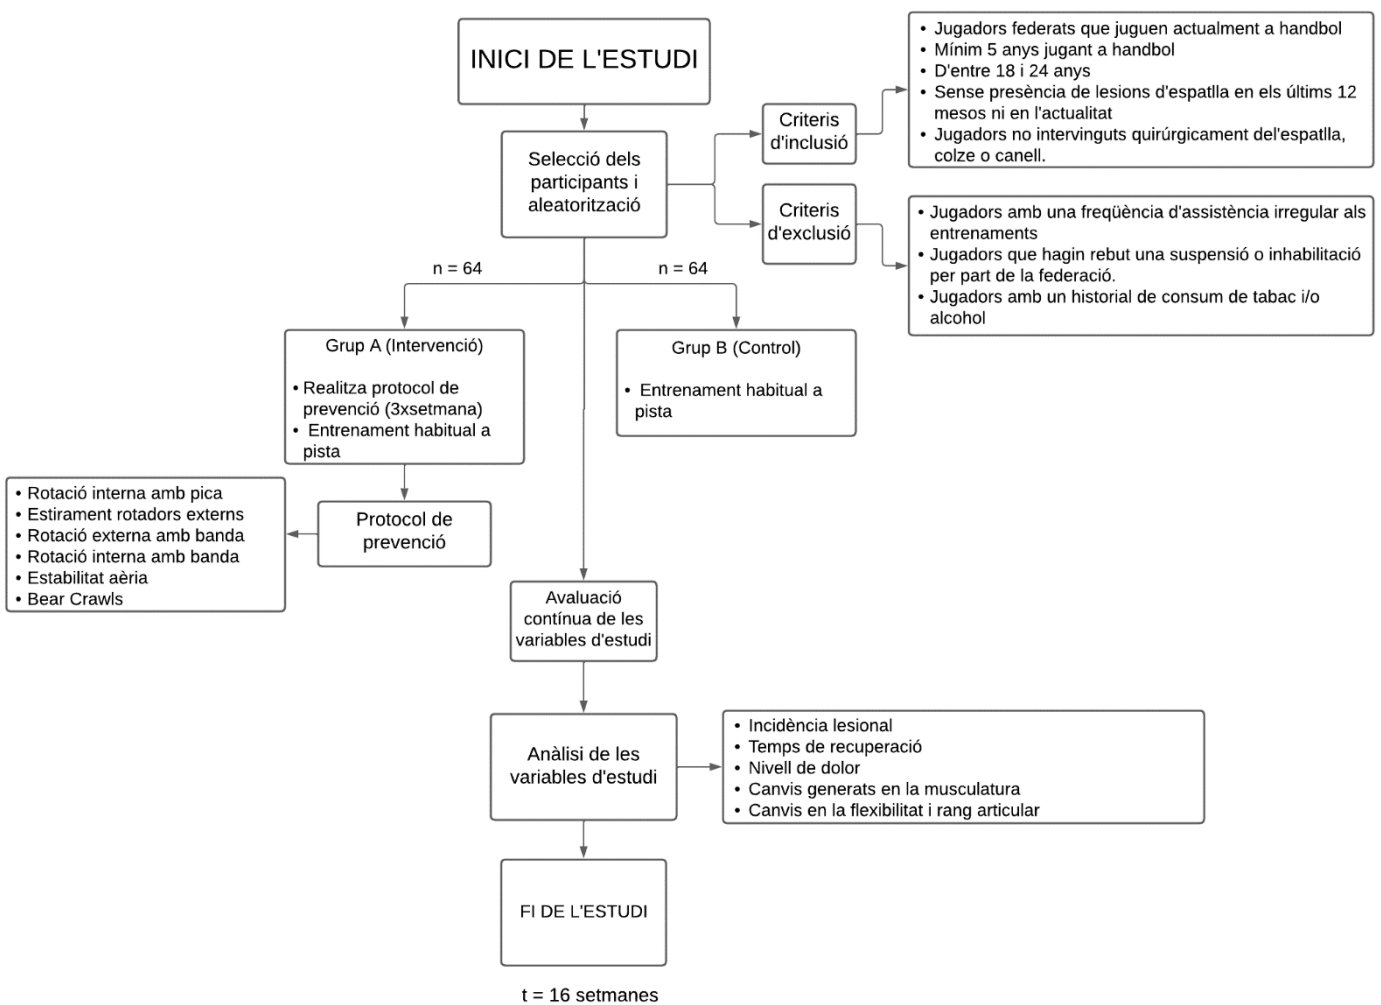 INICI DE L'ESTUDI
Selecció dels
participants i
aleatorització
Criteris
d'inclusió
• Jugadors federats que juguen actualment a handbol
• Mínim 5 anys jugant a handbol
• D'entre 18 i 24 anys
• Sense presència de lesions d'espatlla en els últims 12
mesos ni en l'actualitat
• Jugadors no intervinguts quirúrgicament del'espatlla,
colze o canell.
Criteris
d'exclusió
• Jugadors amb una freqüència d'assistència irregular als
entrenaments
• Jugadors que hagin rebut una suspensió o inhabilitació
per part de la federació.
• Jugadors amb un historial de consum de tabac i/o
alcohol
n = 64
n = 64
Grup A (Intervenció)
• Realitza protocol de
prevenció (3xsetmana)
• Entrenament habitual a
pista
Grup B (Control)
• Entrenament habitual a
pista
Protocol de
prevenció
• Rotació interna amb pica
• Estirament rotadors externs
• Rotació externa amb banda
• Rotació interna amb banda
• Estabilitat aèria
• Bear Crawls
Avaluació
contínua de les
variables d'estudi
Anàlisi de les
variables d'estudi
• Incidència lesional
• Temps de recuperació
• Nivell de dolor
• Canvis generats en la musculatura
• Canvis en la flexibilitat i rang articular
FI DE L'ESTUDI
t = 16 setmanes